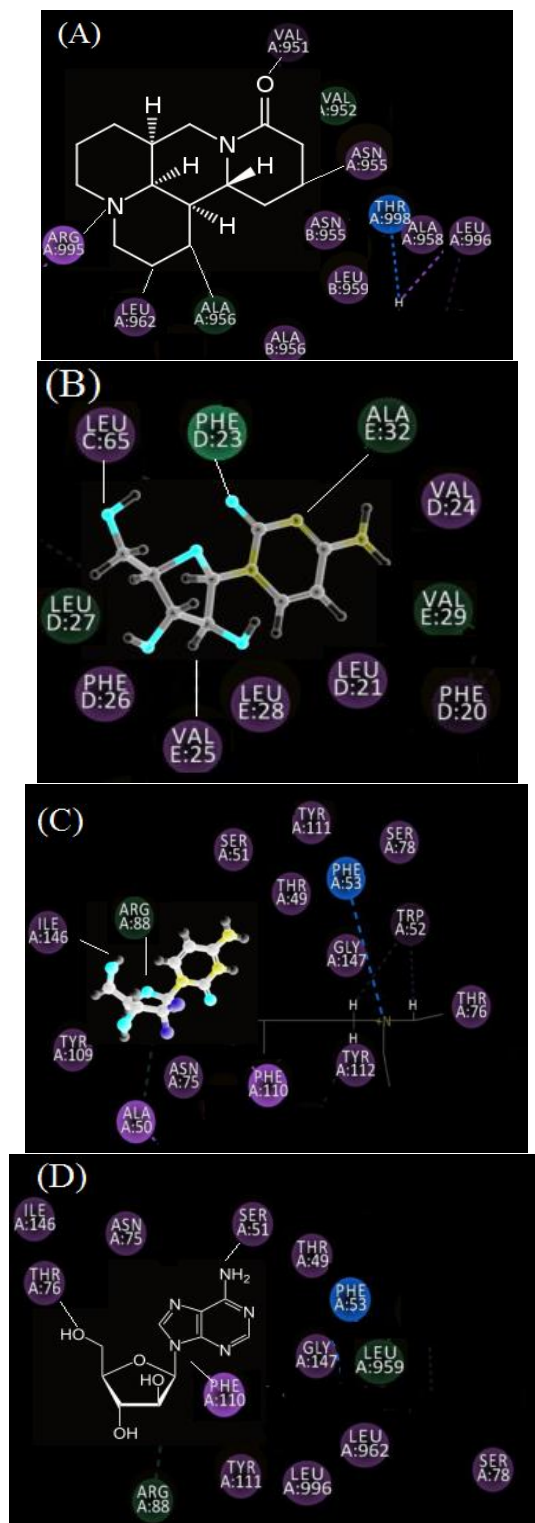 (A)
VAL
A:951
O
VAL
A:952
H
N
ASN
A:955
H
H
THR
A:998
ALA
A:958
LEU
A:996
N
H
ASN
B:955
ARG
A:995
LEU
B:959
H
LEU
A:962
ALA
A:956
ALA
B:956
(B)
LEU
C:65
PHE
D:23
ALA
E:32
VAL
D:24
LEU
D:27
VAL
E:29
PHE
D:26
LEU
E:28
LEU
D:21
PHE
D:20
VAL
E:25
(C)
TYR
A:111
SER
A:51
SER
A:78
PHE
A:53
THR
A:49
ARG
A:88
TRP
A:52
ILE
A:146
GLY
A:147
H
H
THR
A:76
+N
H
TYR
A:109
ASN
A:75
TYR
A:112
PHE
A:110
ALA
A:50
(D)
ILE
A:146
ASN
A:75
SER
A:51
THR
A:49
THR
A:76
NH2
PHE
A:53
N
N
HO
N
N
GLY
A:147
LEU
A:959
O
HO
PHE
A:110
OH
LEU
A:962
TYR
A:111
LEU
A:996
SER
A:78
ARG
A:88